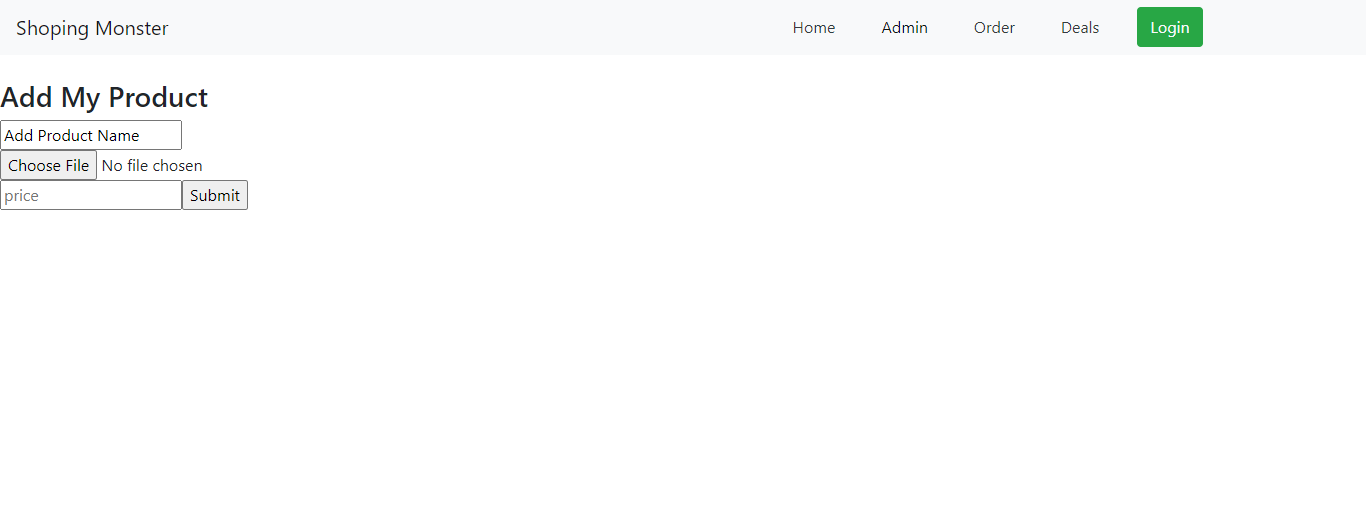 Shoping Monster Home Admin Order Deals Login
Add My Product
Add Product Name
Choose File No file chosen
price Submit